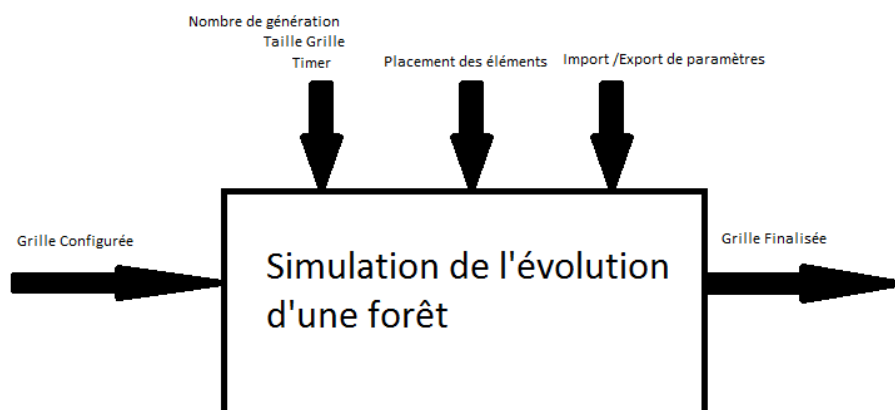 Nombre de génération
Taille Grille
Timer
Placement des éléments
Import /Export de paramètres
Grille Configurée
Simulation de l'évolution
d'une forêt
Grille Finalisée